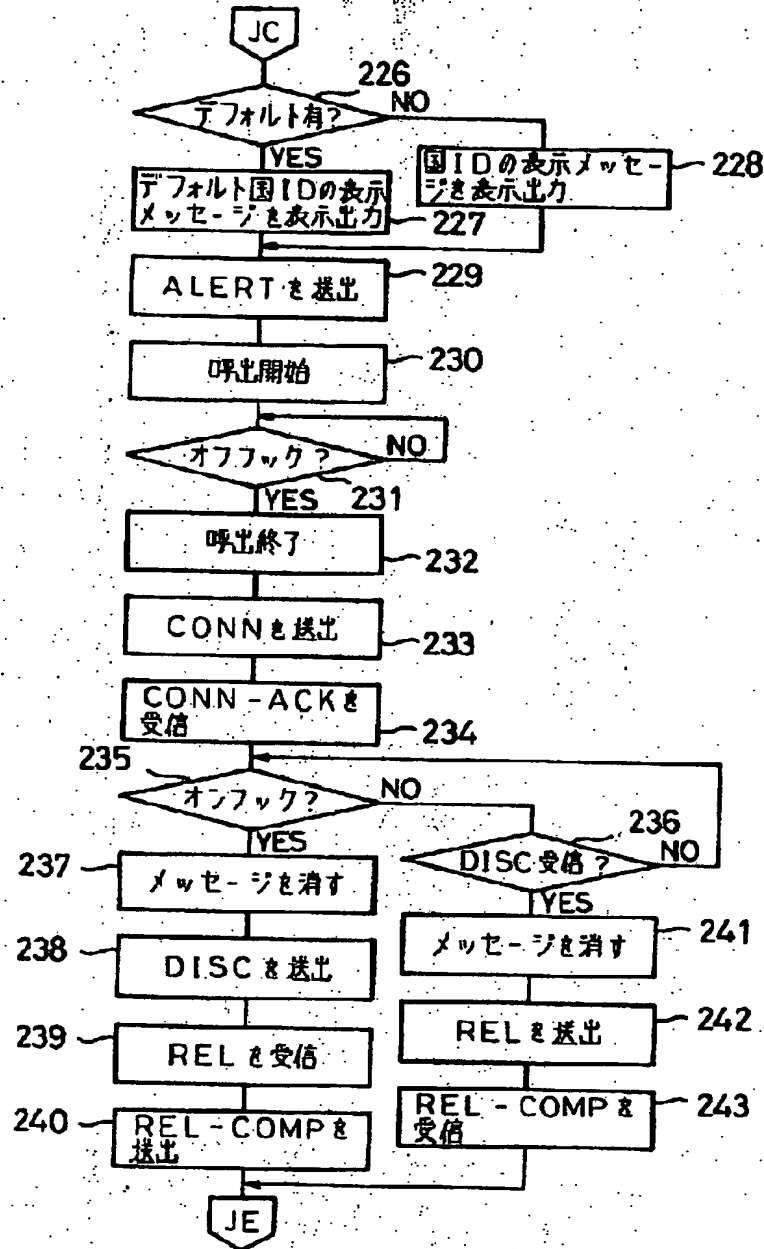 JC
226
デフォルト有?
NO
YES
デフォルト国IDの表示
メッセージを表示出力
227
国IDの表示メッセー
ジを表示出力
228
ALERTを送出
229
呼出開始
230
オフフック?
NO
231
YES
呼出終了
232
CONNを送出
233
CONN-ACKを
受信
234
235
オンフック?
NO
YES
236
DISC受信?
NO
YES
237
メッセージを消す
238
DISCを送出
239
RELを受信
240
REL-COMPを
送出
メッセージを消す
241
RELを送出
242
REL-COMPを
受信
243
JE